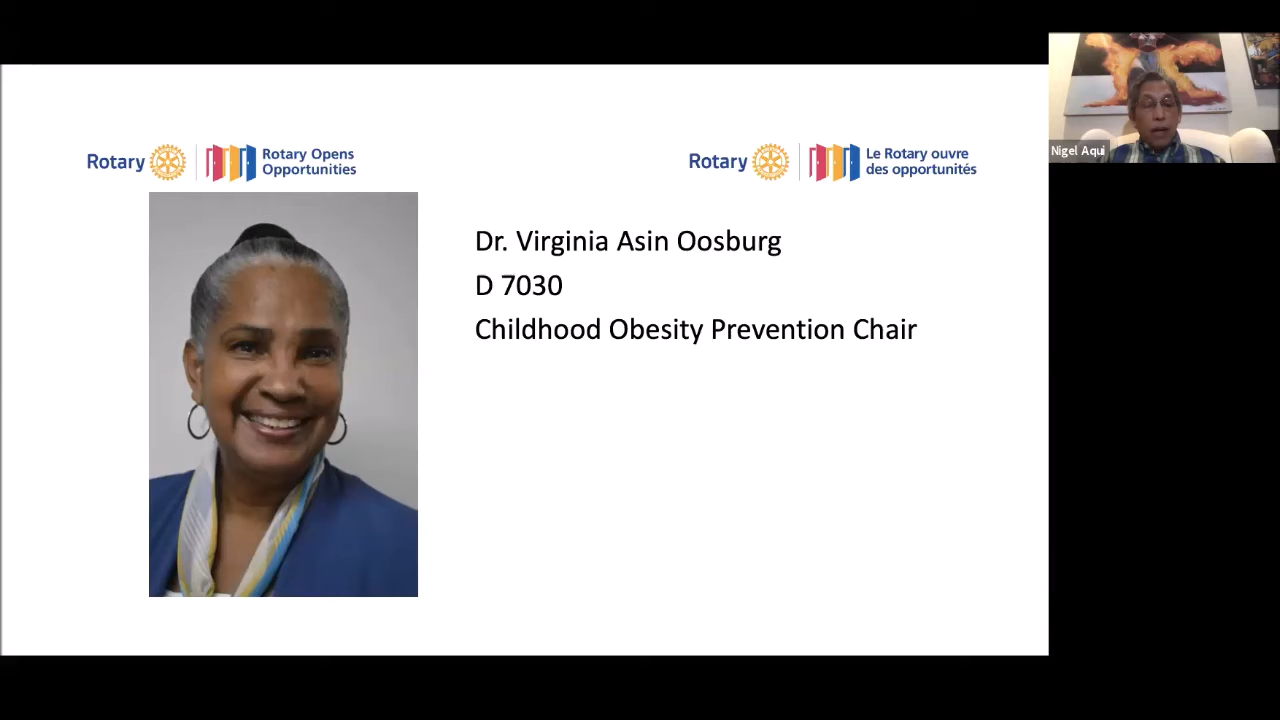 Rotary
Rotary Opens
Opportunities
Rotary
Le Rotary ouvre
des opportunités
Nigel Aqui
Dr. Virginia Asin Oosburg
D 7030
Childhood Obesity Prevention Chair